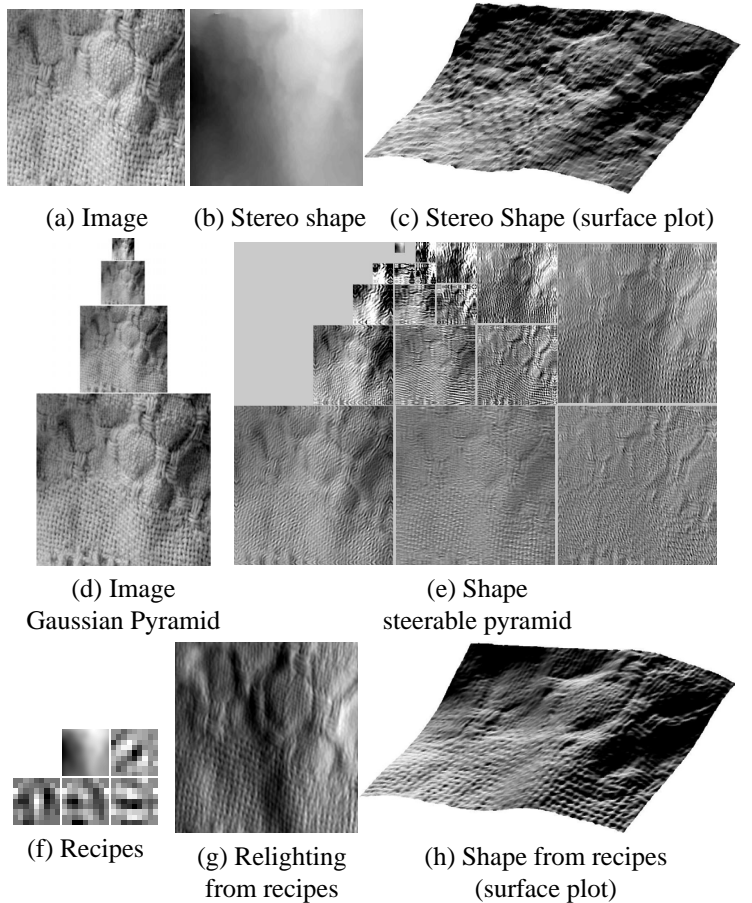 (a) Image
(b) Stereo shape
(c) Stereo Shape (surface plot)
(d) Image
Gaussian Pyramid
(e) Shape
steerable pyramid
(f) Recipes
(g) Relighting
from recipes
(h) Shape from recipes
(surface plot)